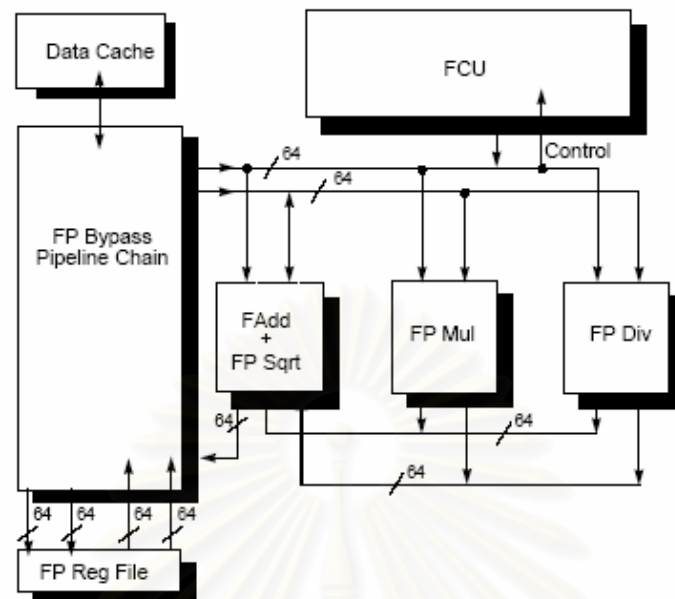 Data Cache
FCU
64
Control
64
FP Bypass
Pipeline Chain
FAdd
+
FP Sqrt
FP Mul
FP Div
64
64
64
64
64
64
64
FP Reg File